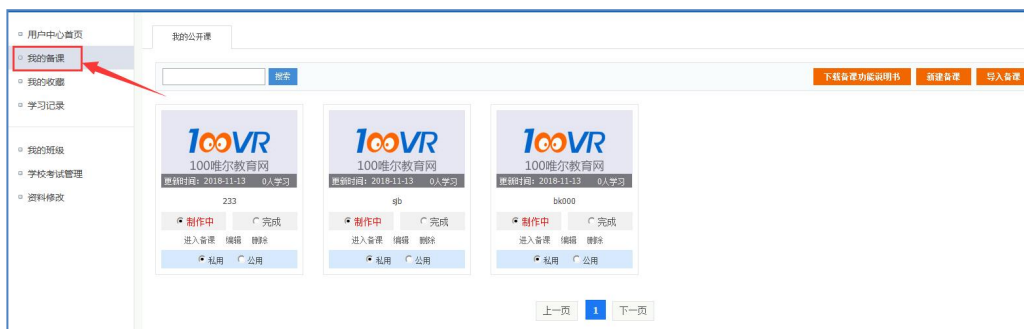 用户中心首页
我的备课
我的收藏
学习记录
我的班级
学校考试管理
资料修改
我的公开课
搜索
下载备课功能说明书 新建备课 导入备课
100VR
100唯尔教育网
更新时间：2018-11-13 0人学习
233
制作中 完成
进入备课 编辑 删除
私用 公用
100VR
100唯尔教育网
更新时间：2018-11-13 0人学习
sjb
制作中 完成
进入备课 编辑 删除
私用 公用
100VR
100唯尔教育网
更新时间：2018-11-13 0人学习
bk000
制作中 完成
进入备课 编辑 删除
私用 公用
上一页 1 下一页